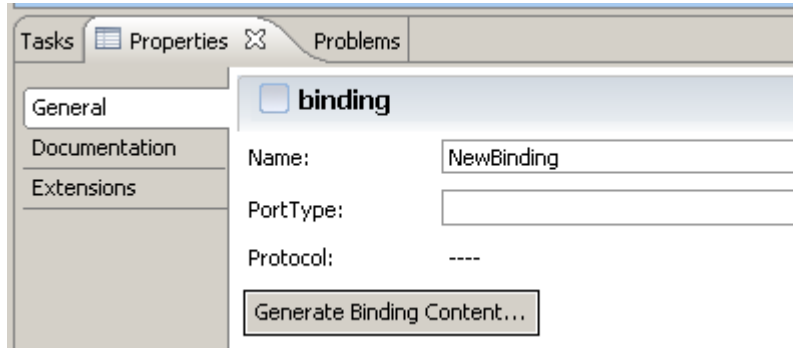 Tasks Properties Problems
General
Documentation
Extensions
binding
Name: NewBinding
PortType:
Protocol: ----
Generate Binding Content...